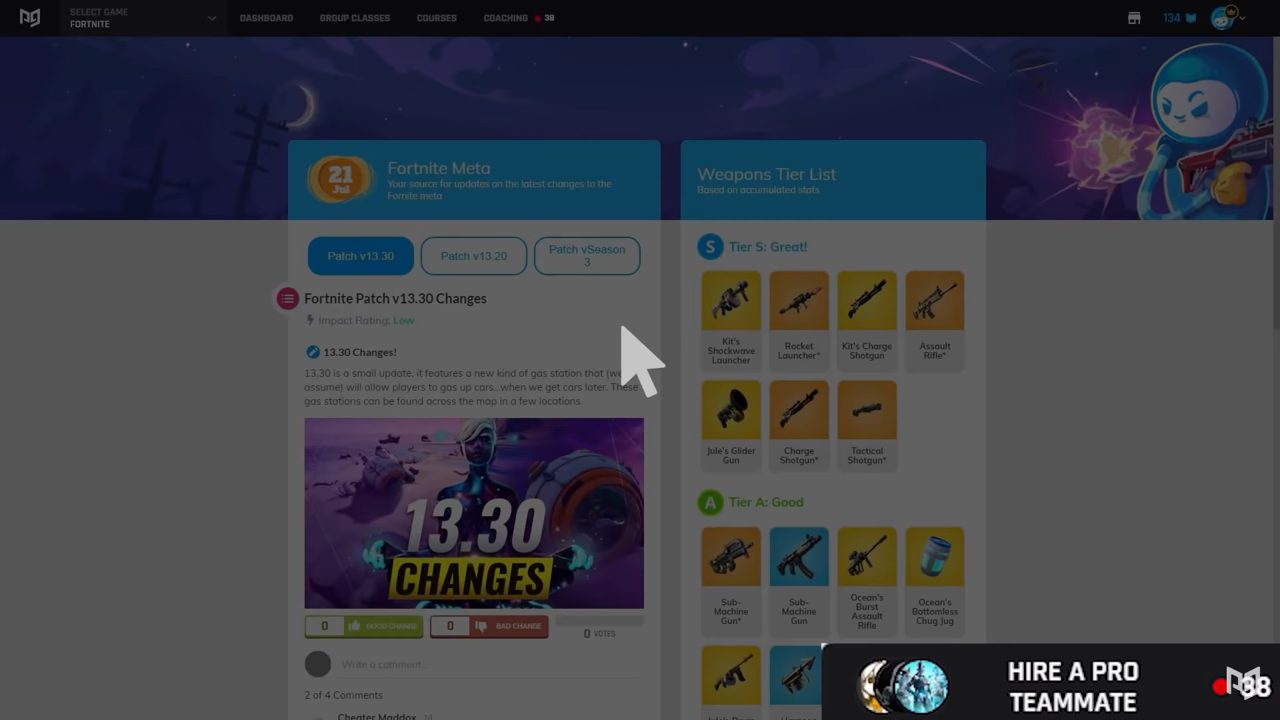 SELECT GAME
FORTNITE
DASHBOARD
GROUP CLASSES
COURSES
COACHING
38
134
21
Jul
Fortnite Meta
Your source for updates on the latest changes to the
Fornite meta
Weapons Tier List
Based on accumulated stats
Patch v13.30
Patch v13.20
Patch vSeason
3
Fortnite Patch v13.30 Changes
Impact Rating: Low
13.30 Changes!
13.30 is a small update, it features a new kind of gas station that (we
assume) will allow players to gas up cars...when we get cars later. These
gas stations can be found across the map in a few locations.
13.30
CHANGES
0
GOOD CHANGE
0
BAD CHANGE
0 VOTES
Write a comment...
2 of 4 Comments
Cheater Maddox
S
Tier S: Great!
Kit's
Shockwave
Launcher
Rocket
Launcher*
Kit's Charge
Shotgun
Assault
Rifle*
Jule's Glider
Gun
Charge
Shotgun*
Tactical
Shotgun*
A
Tier A: Good
Sub-
Machine
Gun*
Sub-
Machine
Gun
Ocean's
Burst
Assault
Rifle
Ocean's
Bottomless
Chug Jug
HIRE A PRO
TEAMMATE
38